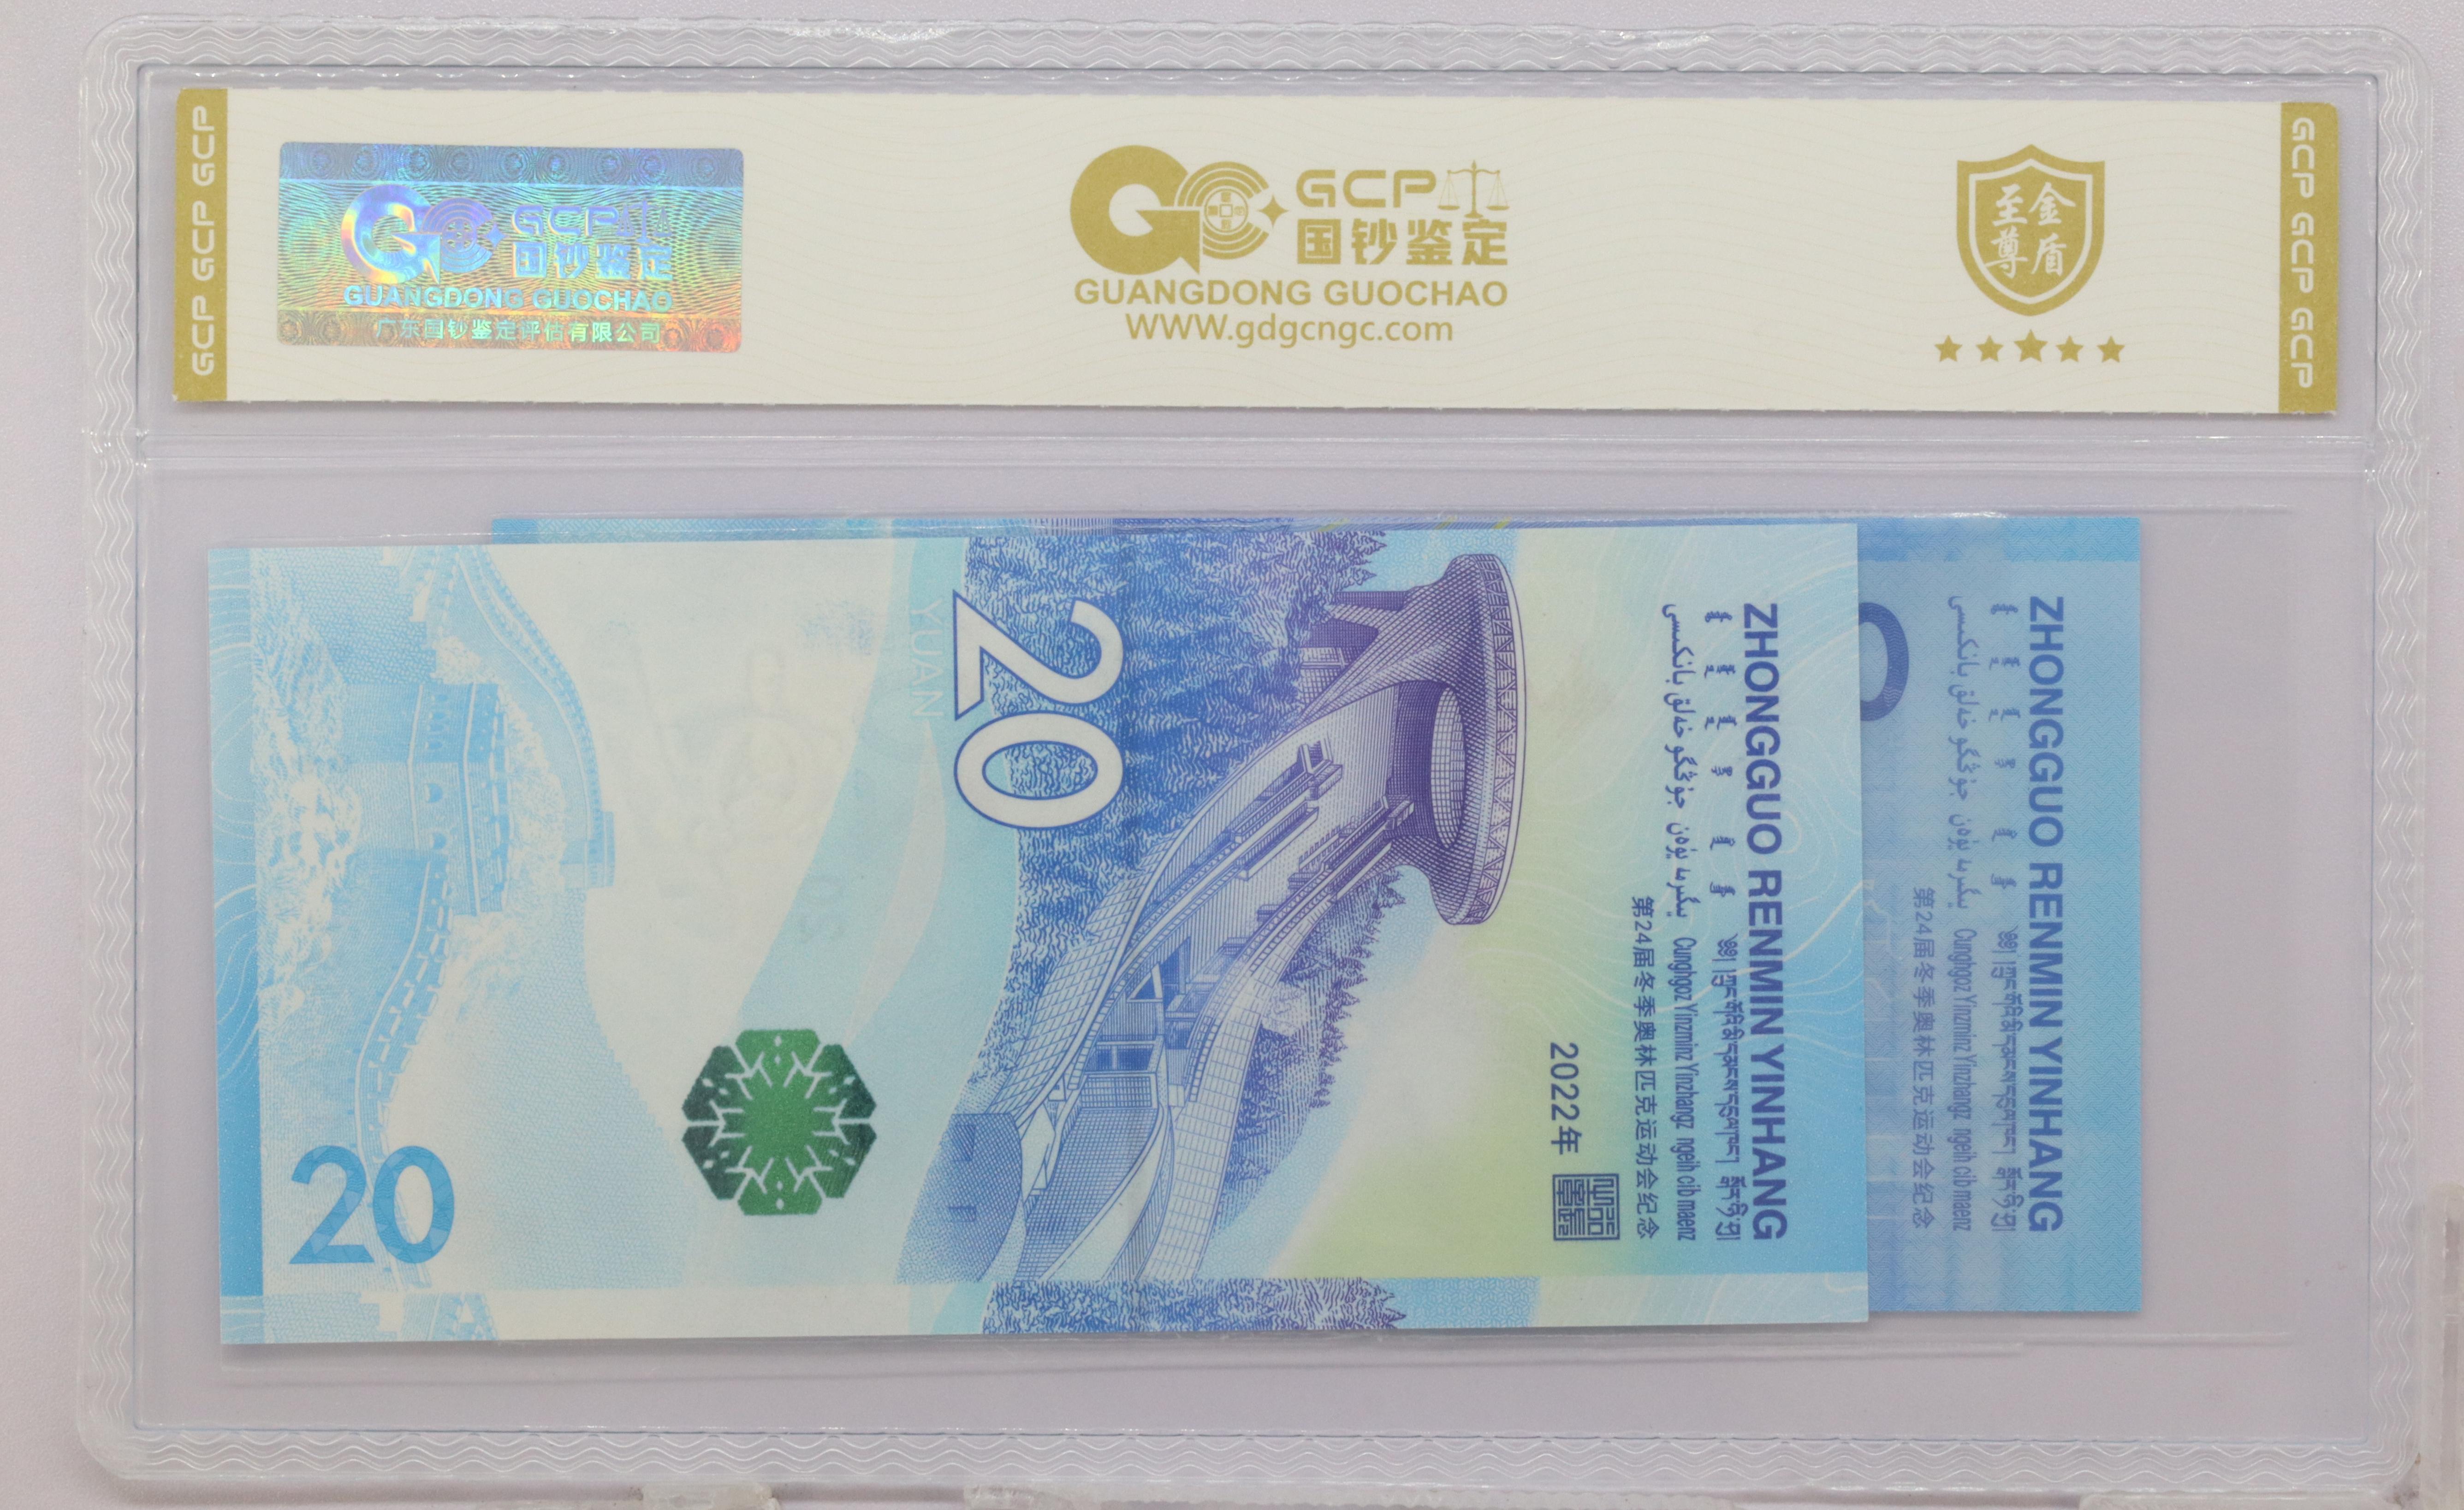 GCP GCP GCP
GCP
国钞鉴定
GUANGDONG GUOCHAO
广东国钞鉴定评估有限公司
GCP
国钞鉴定
GUANGDONG GUOCHAO
WWW.gdgcngc.com
至尊
金盾
GCP GCP GCP
ZHONGGUO RENMIN YINHANG
Cunghgoz Yinzminz Yinzhangz ngeih cib maenz
第24届冬季奥林匹克运动会纪念
2022年
20
YUAN
20
ZHONGGUO RENMIN YINHANG
Cunghgoz Yinzminz Yinzhangz ngeih cib maenz
第24届冬季奥林匹克运动会纪念